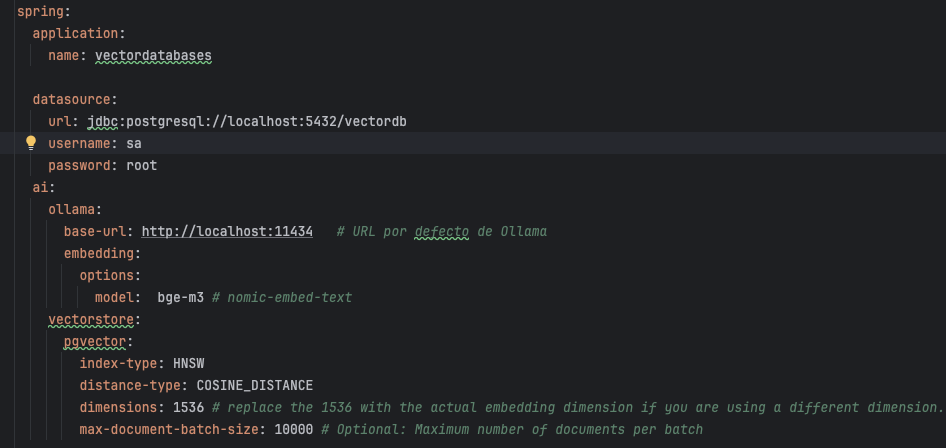 spring:
  application:
    name: vectordatabases

  datasource:
    url: jdbc:postgresql://localhost:5432/vectordb
    username: sa
    password: root
  ai:
    ollama:
      base-url: http://localhost:11434   # URL por defecto de Ollama
      embedding:
        options:
          model:  bge-m3 # nomic-embed-text
    vectorstore:
      pgvector:
        index-type: HNSW
        distance-type: COSINE_DISTANCE
        dimensions: 1536 # replace the 1536 with the actual embedding dimension if you are using a different dimension.
        max-document-batch-size: 10000 # Optional: Maximum number of documents per batch